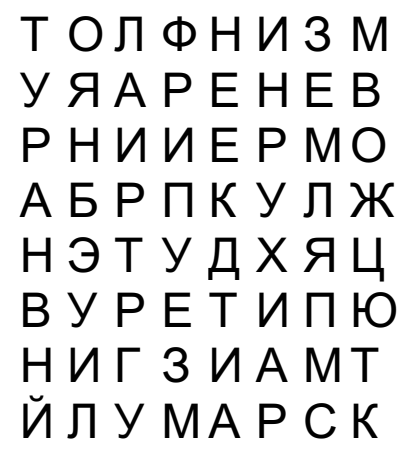 Т О Л Ф Н И З М
У Я А Р Е Н Е В
Р Н И И Е Р М О
А Б Р П К У Л Ж
Н Э Т У Д Х Я Ц
В У Р Е Т И П Ю
Н И Г З И А М Т
Й Л У М А Р С К